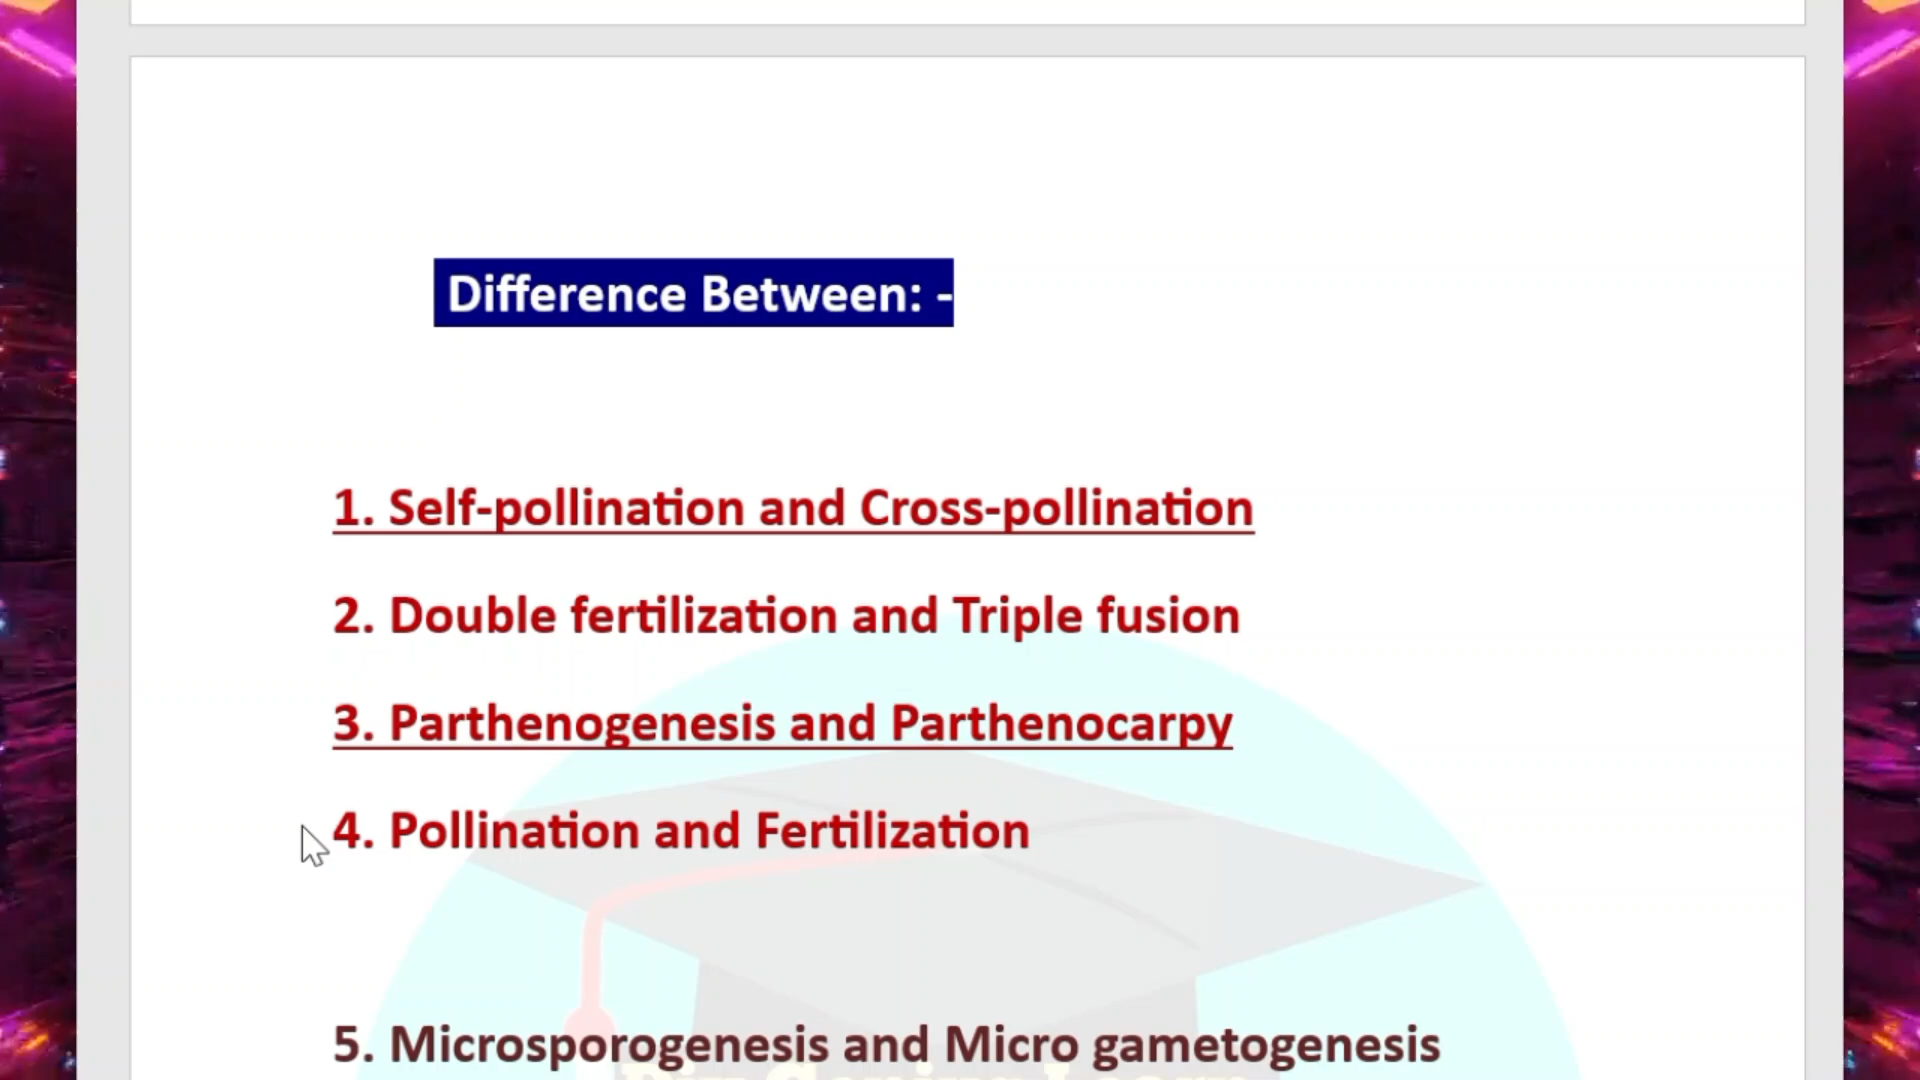 Difference Between: -
1. Self-pollination and Cross-pollination
2. Double fertilization and Triple fusion
3. Parthenogenesis and Parthenocarpy
4. Pollination and Fertilization
5. Microsporogenesis and Micro gametogenesis